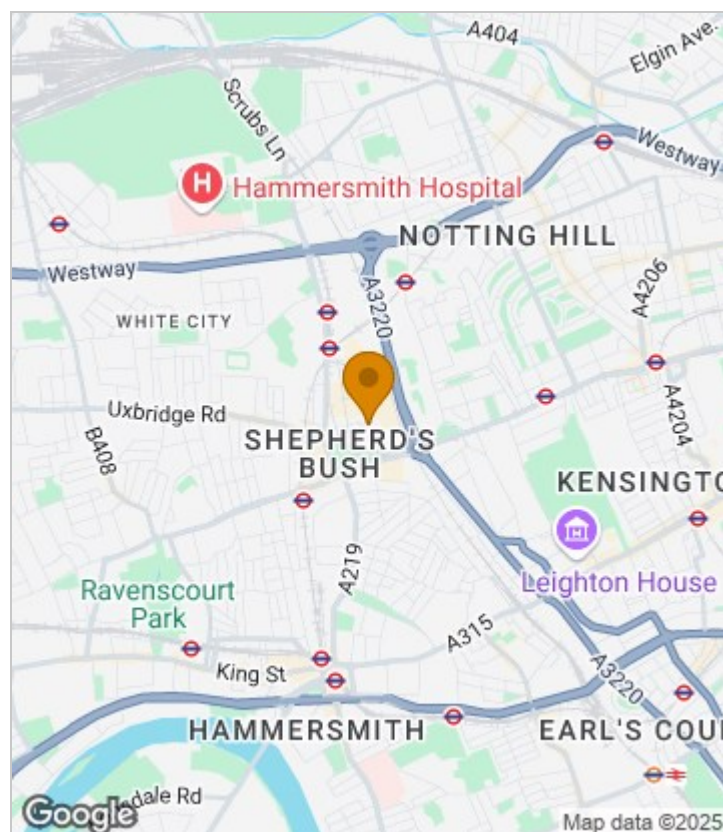 A404
Elgin Ave.
Scrubs Ln
Westway
H
Hammersmith Hospital
NOTTING HILL
Westway
A3220
A4206
WHITE CITY
Uxbridge Rd
B408
SHEPHERD'S
BUSH
A4204
KENSINGTO
A219
Leighton House
Ravenscourt
Park
A315
King St
A3220
HAMMERSMITH
EARL'S COU
dale Rd
Google
Map data ©2025